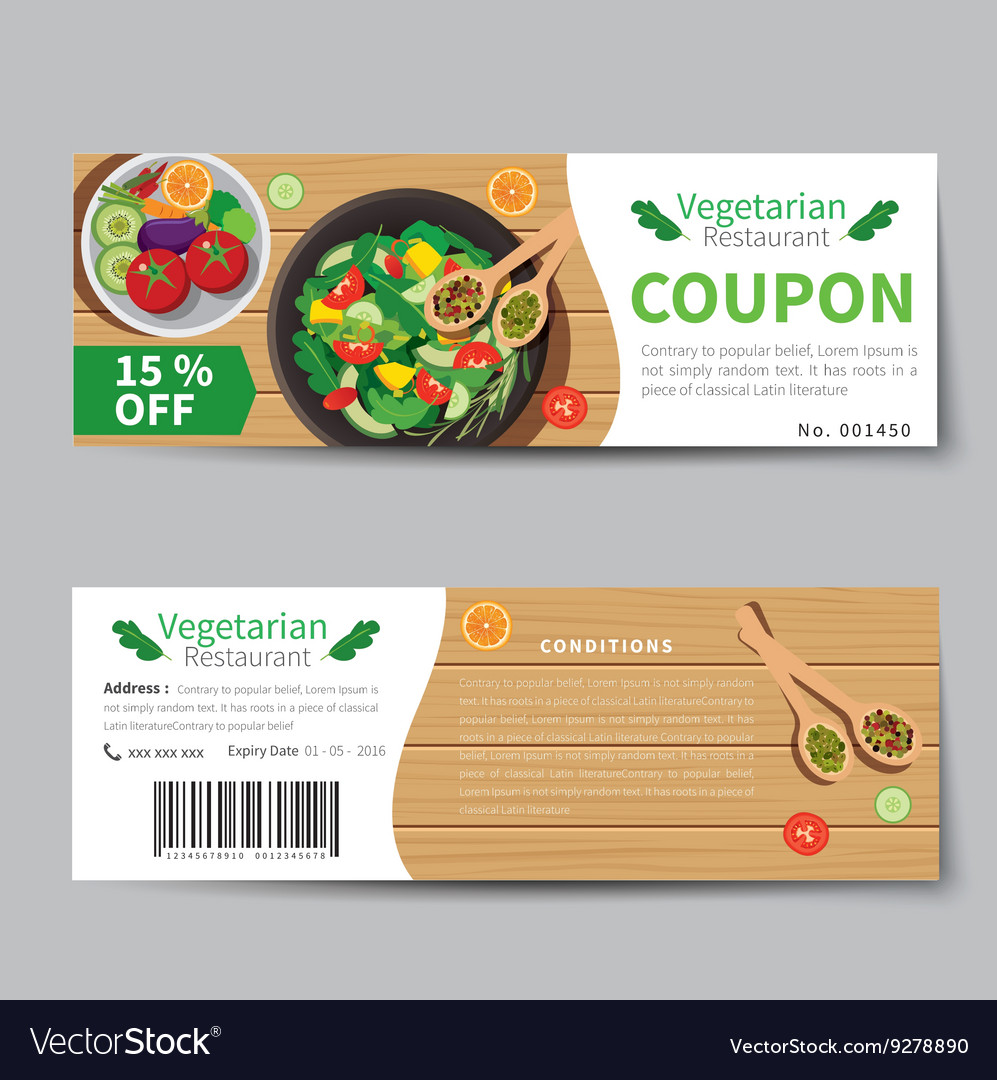 15 %
OFF
Vegetarian
Restaurant
COUPON
Contrary to popular belief, Lorem Ipsum is
not simply random text. It has roots in a
piece of classical Latin literature
No. 001450
Vegetarian
Restaurant
Address : Contrary to popular belief, Lorem Ipsum is
not simply random text. It has roots in a piece of classical
Latin literatureContrary to popular belief
xxx xxx xxx Expiry Date 01 - 05 - 2016
12345678910 0012345678
CONDITIONS
Contrary to popular belief, Lorem Ipsum is not simply random
text. It has roots in a piece of classical Latin literatureContrary to
popular belief, Lorem Ipsum is not simply random text. It has
roots in a piece of classical Latin literature Contrary to popular
belief, Lorem Ipsum is not simply random text. It has roots in a
piece of classical Latin literatureContrary to popular belief,
Lorem Ipsum is not simply random text. It has roots in a piece of
classical Latin literature
VectorStock®
VectorStock.com/9278890